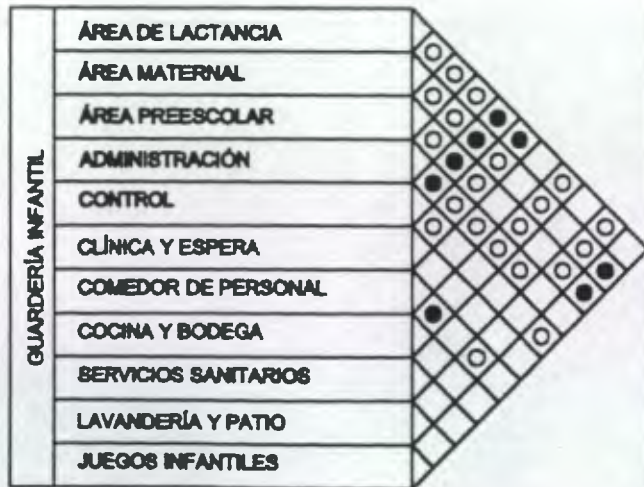 GUARDERÍA INFANTIL
ÁREA DE LACTANCIA
ÁREA MATERNAL
ÁREA PREESCOLAR
ADMINISTRACIÓN
CONTROL
CLÍNICA Y ESPERA
COMEDOR DE PERSONAL
COCINA Y BODEGA
SERVICIOS SANITARIOS
LAVANDERÍA Y PATIO
JUEGOS INFANTILES